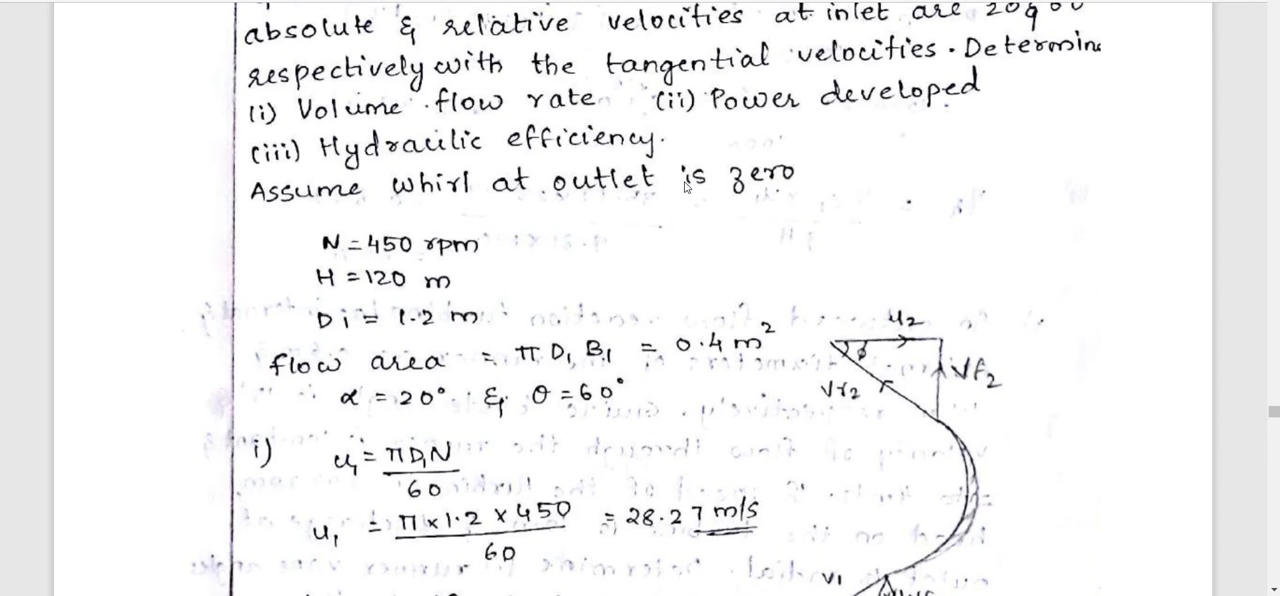 absolute & relative velocities at inlet are 20 & 60
respectively with the tangential velocities. Determine
(i) Volume flow rate (ii) Power developed
(iii) Hydraulic efficiency.
Assume whirl at outlet is zero
N = 450 rpm
H = 120 m
Di = 1.2 m
flow area = π D1 B1 = 0.4 m²
α = 20° & θ = 60°
u2
Vf2
Vr2
φ
i) u1 = πD1N / 60
u1 = π x 1.2 x 450 / 60 = 28.27 m/s
V1